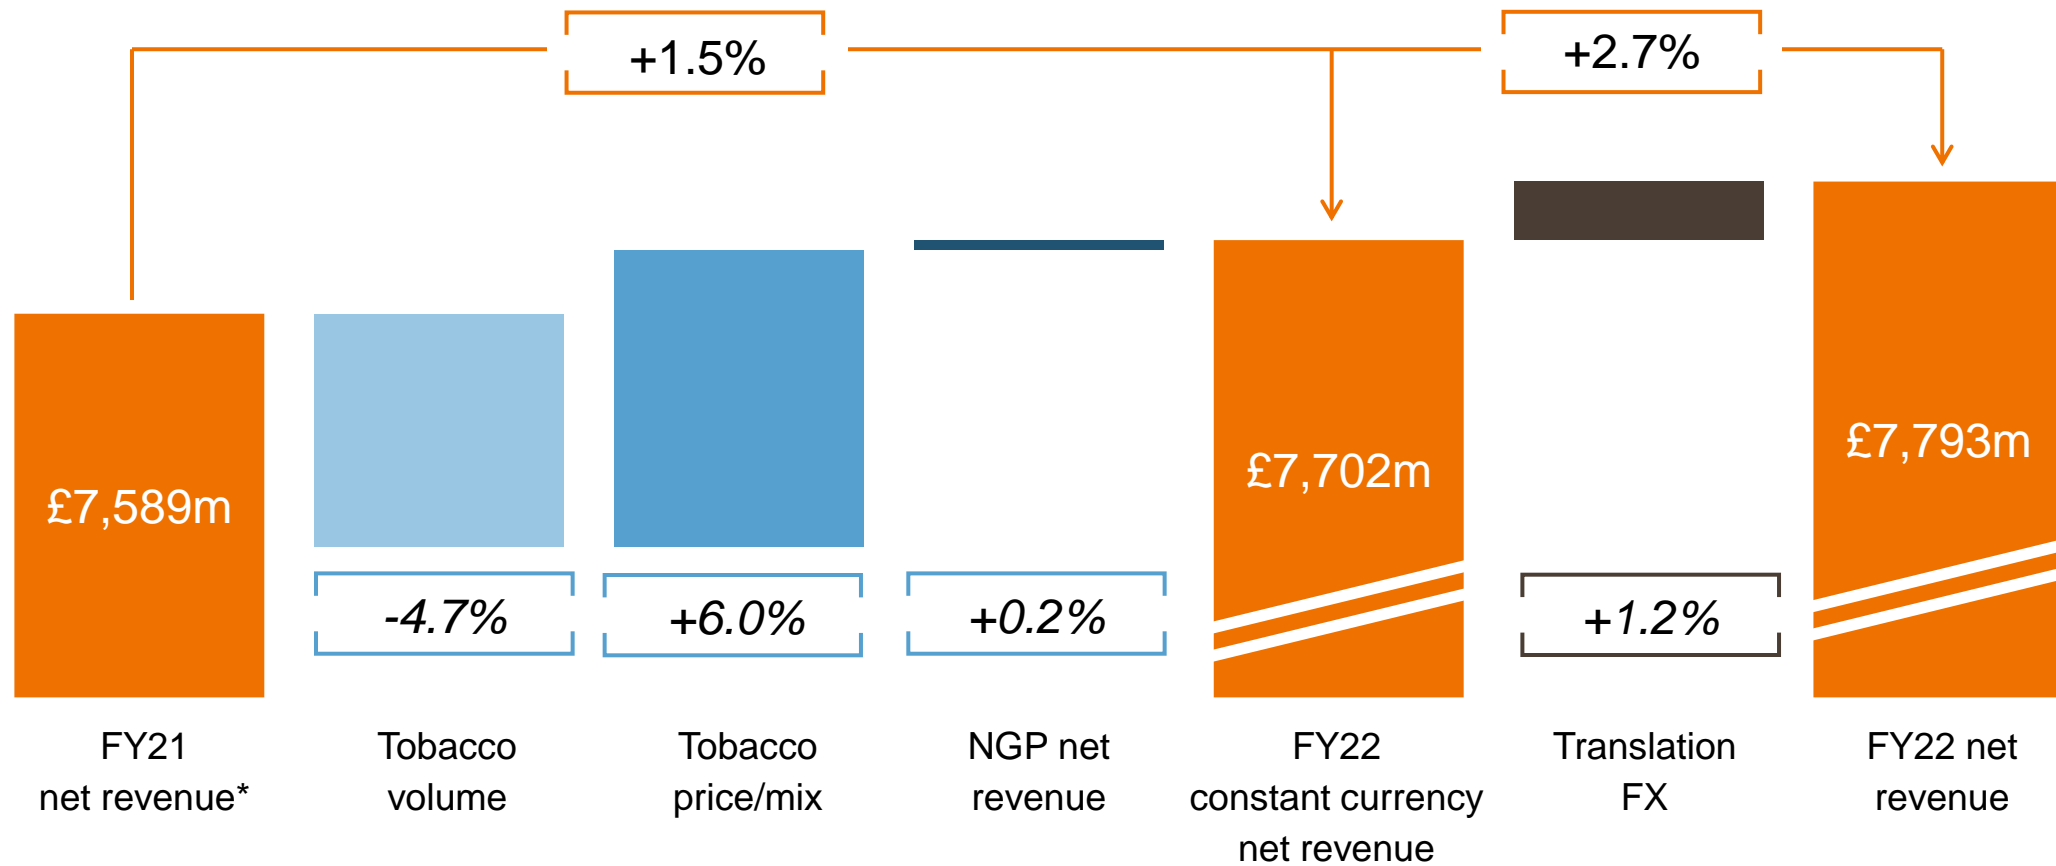 +1.5%
+2.7%
£7,589m
£7,702m
£7,793m
-4.7%
+6.0%
+0.2%
+1.2%
FY21
net revenue*
Tobacco
volume
Tobacco
price/mix
NGP net
revenue
FY22
constant currency
net revenue
Translation
FX
FY22 net
revenue